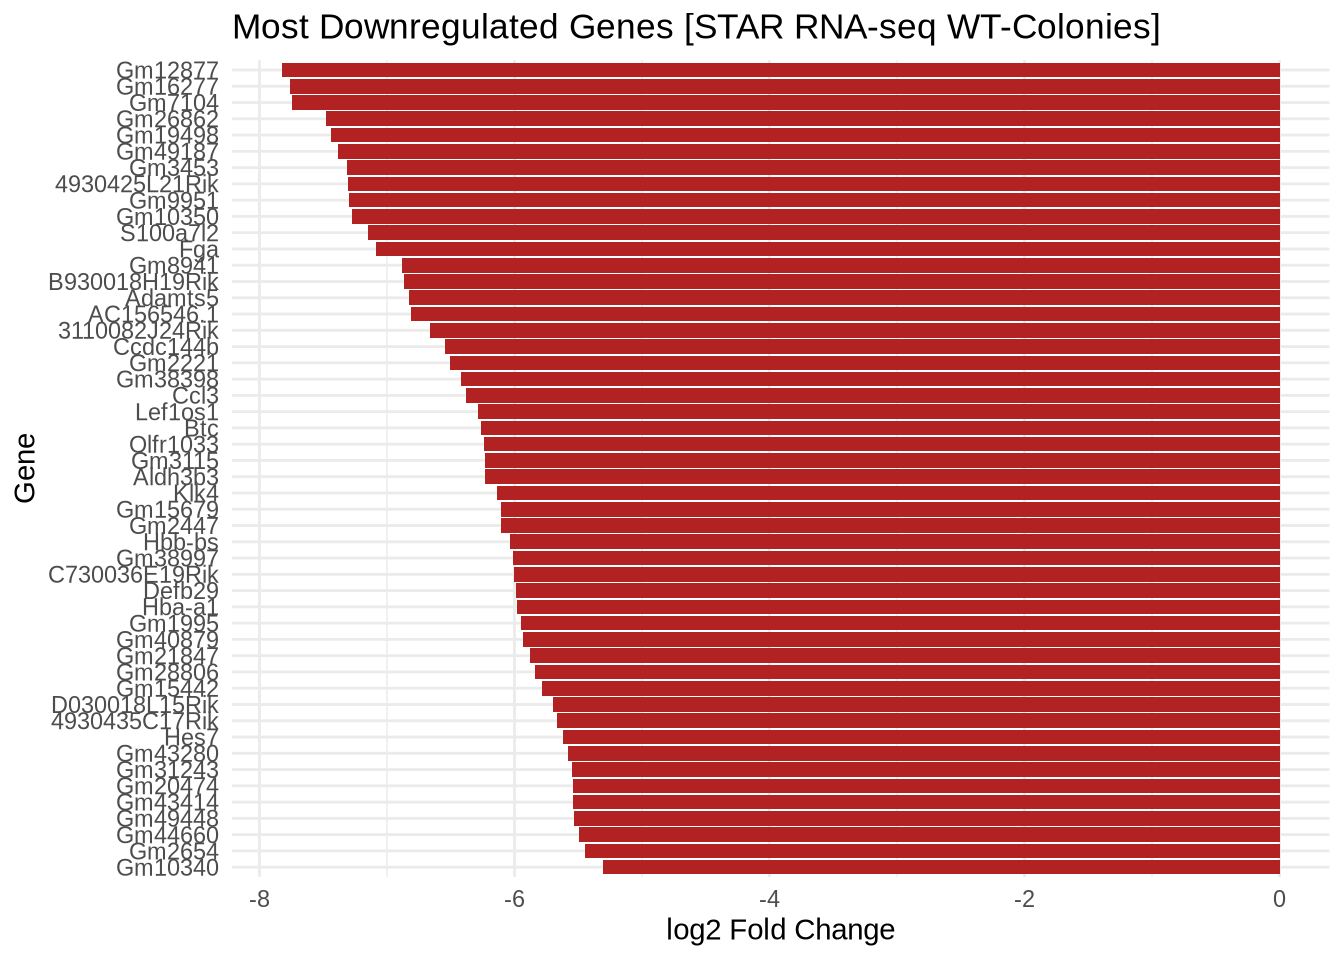 Most Downregulated Genes [STAR RNA-seq WT-Colonies]
Gene
Gm12877
Gm16277
Gm7104
Gm26862
Gm19498
Gm49187
Gm3453
4930425L21Rik
Gm9951
Gm10350
S100a7l2
Fga
Gm8941
B930018H19Rik
Adamts5
AC156546.1
3110082J24Rik
Ccdc144b
Gm2221
Gm38398
Ccl3
Lef1os1
Btc
Olfr1033
Gm3115
Aldh3b3
Klk4
Gm15679
Gm2447
Hbb-bs
Gm38997
C730036E19Rik
Defb29
Hba-a1
Gm1995
Gm40879
Gm21847
Gm28806
Gm15442
D030018L15Rik
4930435C17Rik
Hes7
Gm43280
Gm31243
Gm20474
Gm43414
Gm49448
Gm44660
Gm2654
Gm10340
-8 -6 -4 -2 0
log2 Fold Change